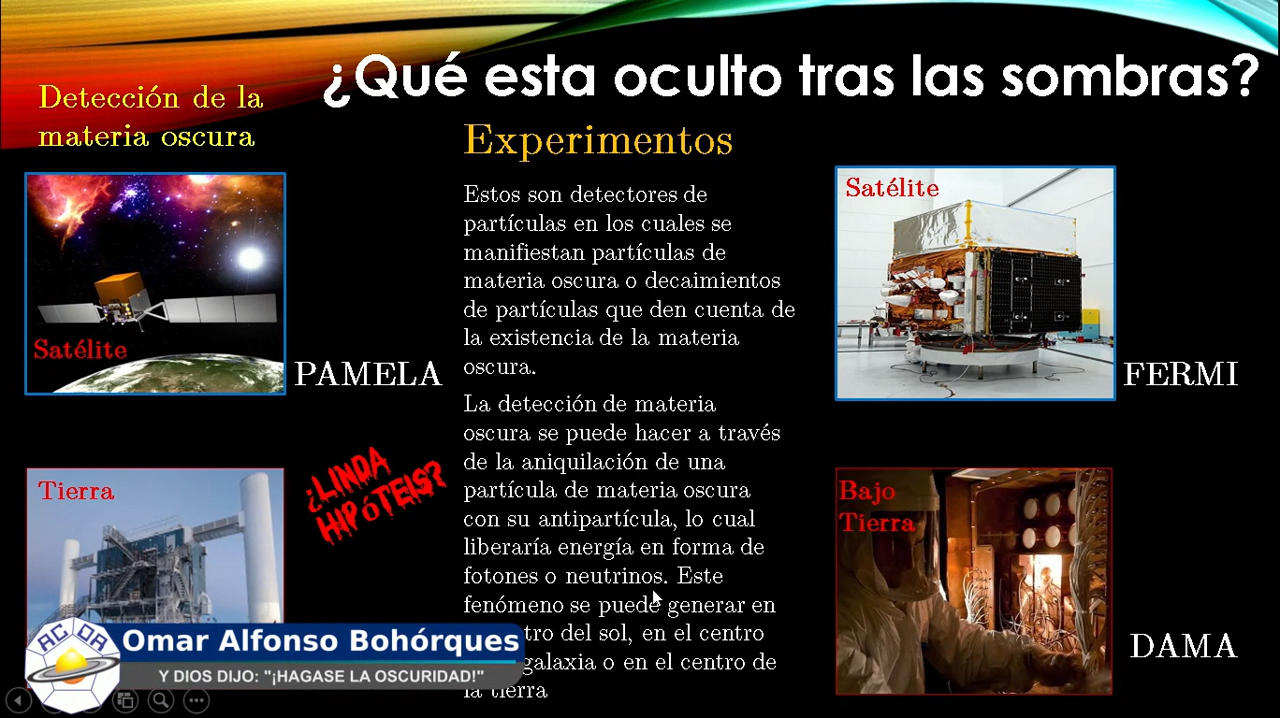 ¿Qué esta oculto tras las sombras?
Detección de la
materia oscura
Satélite
PAMELA
Tierra
¿LINDA
HIPóTEIS?
Experimentos
Estos son detectores de
partículas en los cuales se
manifiestan partículas de
materia oscura o decaimientos
de partículas que den cuenta de
la existencia de la materia
oscura.
La detección de materia
oscura se puede hacer a través
de la aniquilación de una
partícula de materia oscura
con su antipartícula, lo cual
liberaría energía en forma de
fotones o neutrinos. Este
fenómeno se puede generar en
del sol, en el centro
galaxia o en el centro de
la tierra
Satélite
FERMI
Bajo
Tierra
DAMA
ACDA
Omar Alfonso Bohórques
Y DIOS DIJO: "¡HAGASE LA OSCURIDAD!"